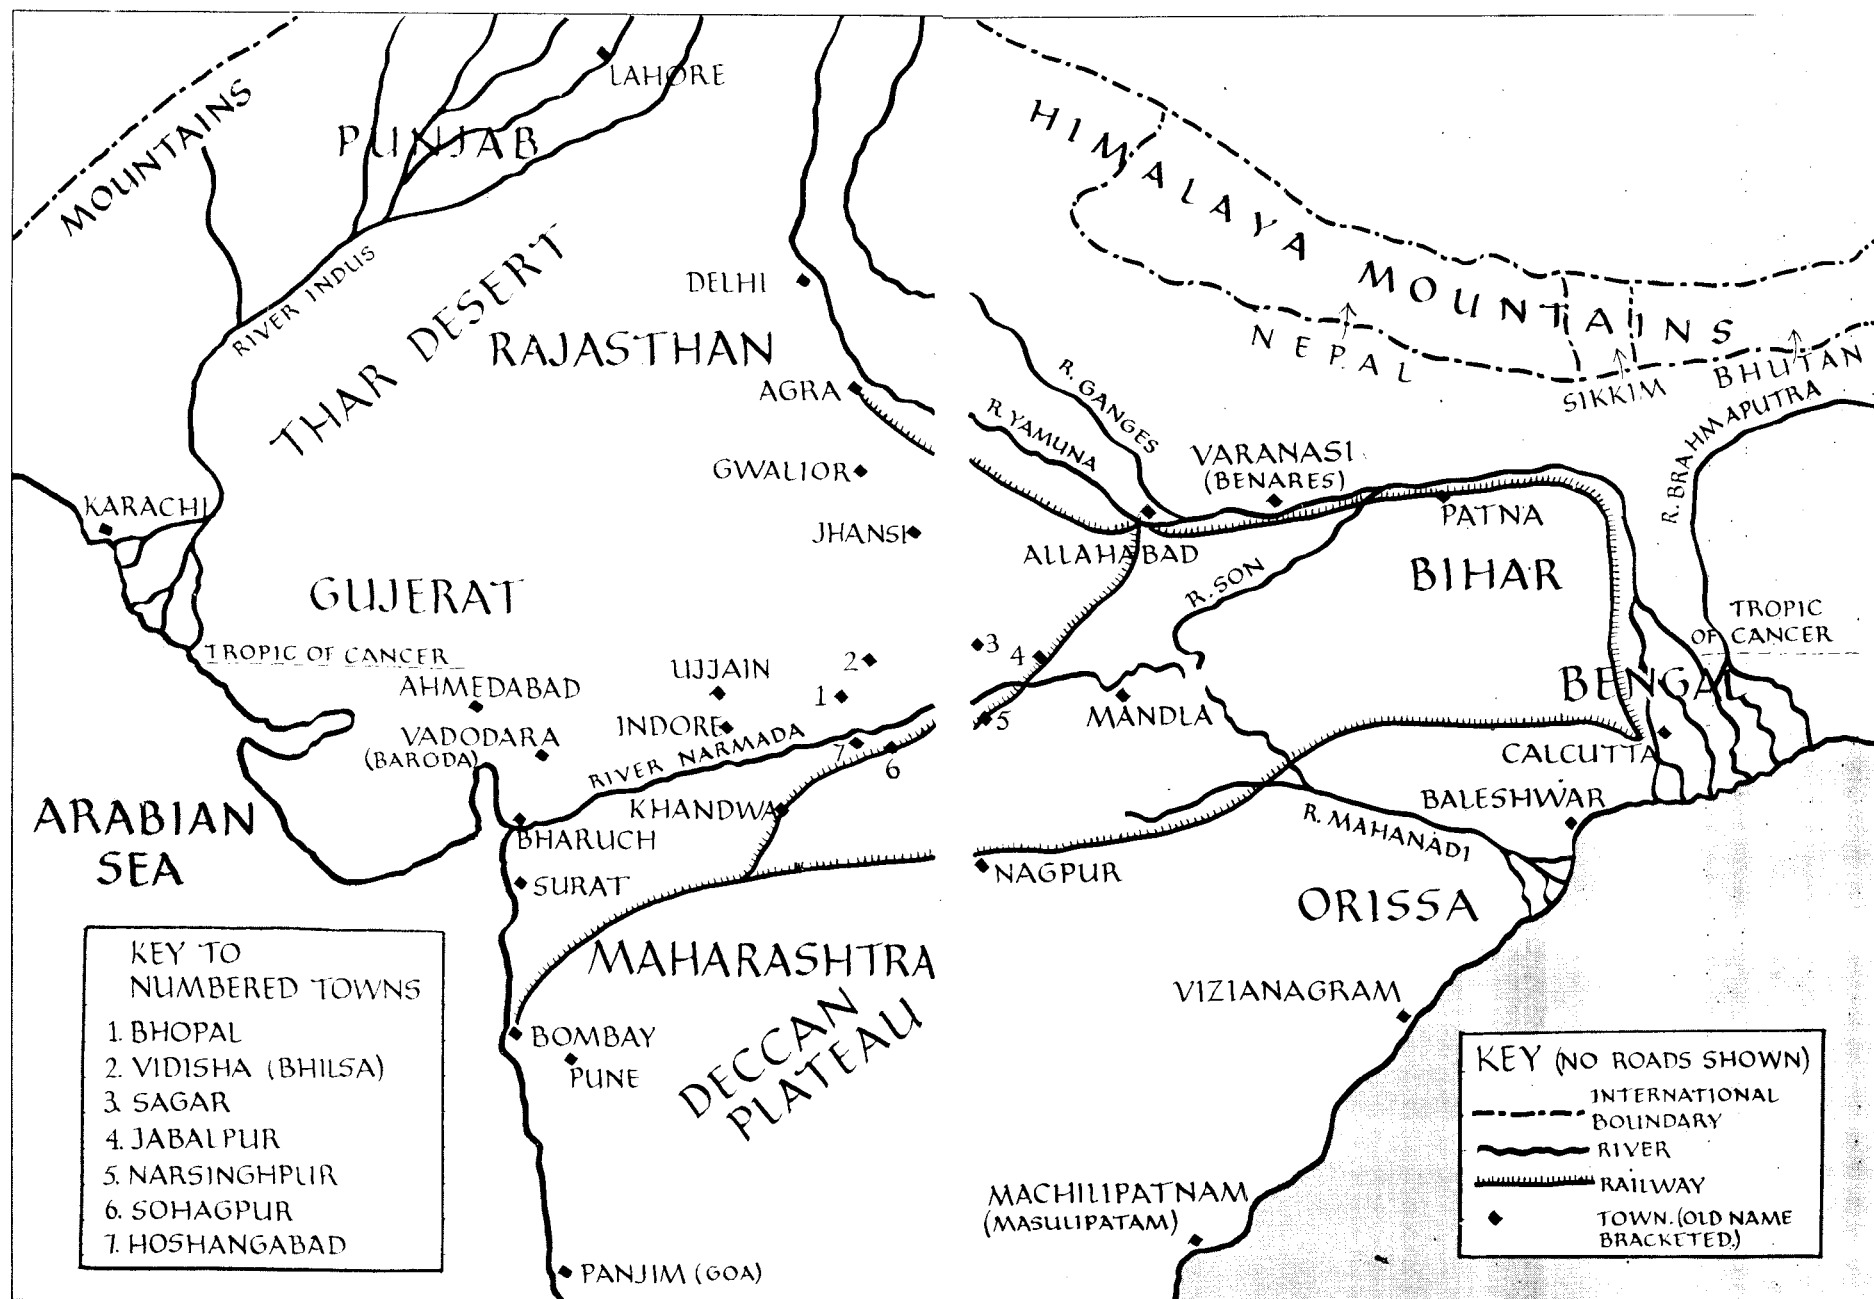 LAHORE
PUNJAB
MOUNTAINS
HIMALAYA MOUNTAINS
RIVER INDUS
THAR DESERT
DELHI
RAJASTHAN
NEPAL
SIKKIM
BHUTAN
AGRA
R. GANGES
R. YAMUNA
R. BRAHMAPUTRA
GWALIOR
VARANASI
(BENARES)
KARACHI
JHANSI
ALLAHABAD
PATNA
R. SON
BIHAR
GUJERAT
TROPIC OF CANCER
TROPIC
OF CANCER
AHMEDABAD
UJJAIN
2
3
4
1
BENGAL
VADODARA
(BARODA)
INDORE
RIVER NARMADA
7
6
5
MANDLA
CALCUTTA
ARABIAN
SEA
KHANDWA
BHARUCH
BALESHWAR
R. MAHANADI
SURAT
NAGPUR
ORISSA
MAHARASHTRA
DECCAN
PLATEAU
VIZIANAGRAM
BOMBAY
PUNE
MACHILIPATNAM
(MASULIPATAM)
PANJIM (GOA)
KEY TO
NUMBERED TOWNS
1. BHOPAL
2. VIDISHA (BHILSA)
3. SAGAR
4. JABALPUR
5. NARSINGHPUR
6. SOHAGPUR
7. HOSHANGABAD
KEY (NO ROADS SHOWN)
INTERNATIONAL
BOUNDARY
RIVER
RAILWAY
TOWN. (OLD NAME
BRACKETED.)